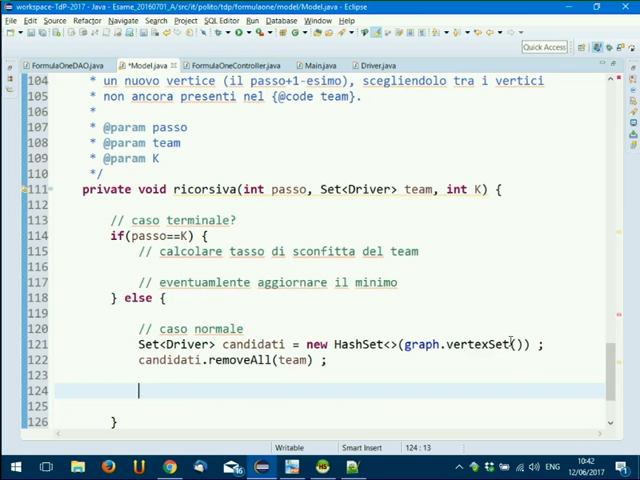 workspace-TdP-2017 - Java - Esame_20160701_A/src/it/polito/tdp/formulaone/model/Model.java - Eclipse
File Edit Source Refactor Navigate Search Project SQL Editor Run Database Window Help
Quick Access
FormulaOneDAO.java *Model.java FormulaOneController.java Main.java Driver.java
104 * un nuovo vertice (il passo+1-esimo), scegliendolo tra i vertici
105 * non ancora presenti nel {@code team}.
106 *
107 * @param passo
108 * @param team
109 * @param K
110 */
111 private void ricorsiva(int passo, Set<Driver> team, int K) {
112
113 // caso terminale?
114 if(passo==K) {
115 // calcolare tasso di sconfitta del team
116
117 // eventuamlente aggiornare il minimo
118 } else {
119
120 // caso normale
121 Set<Driver> candidati = new HashSet<>(graph.vertexSet()) ;
122 candidati.removeAll(team) ;
123
124
125
126 }
Writable Smart Insert 124 : 13
ENG 10:42
12/06/2017